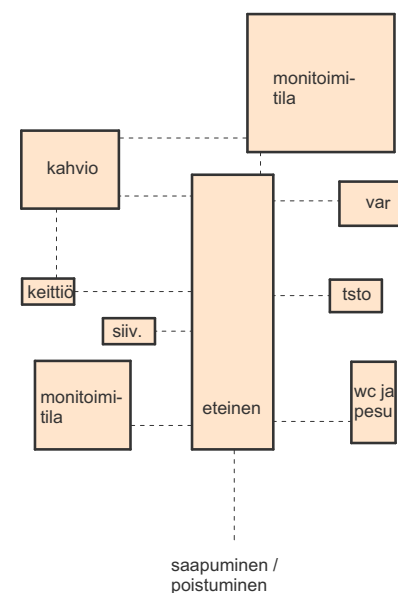 monitoimi-
tila
kahvio
var
keittiö
tsto
siiv.
monitoimi-
tila
eteinen
wc ja
pesu
saapuminen /
poistuminen